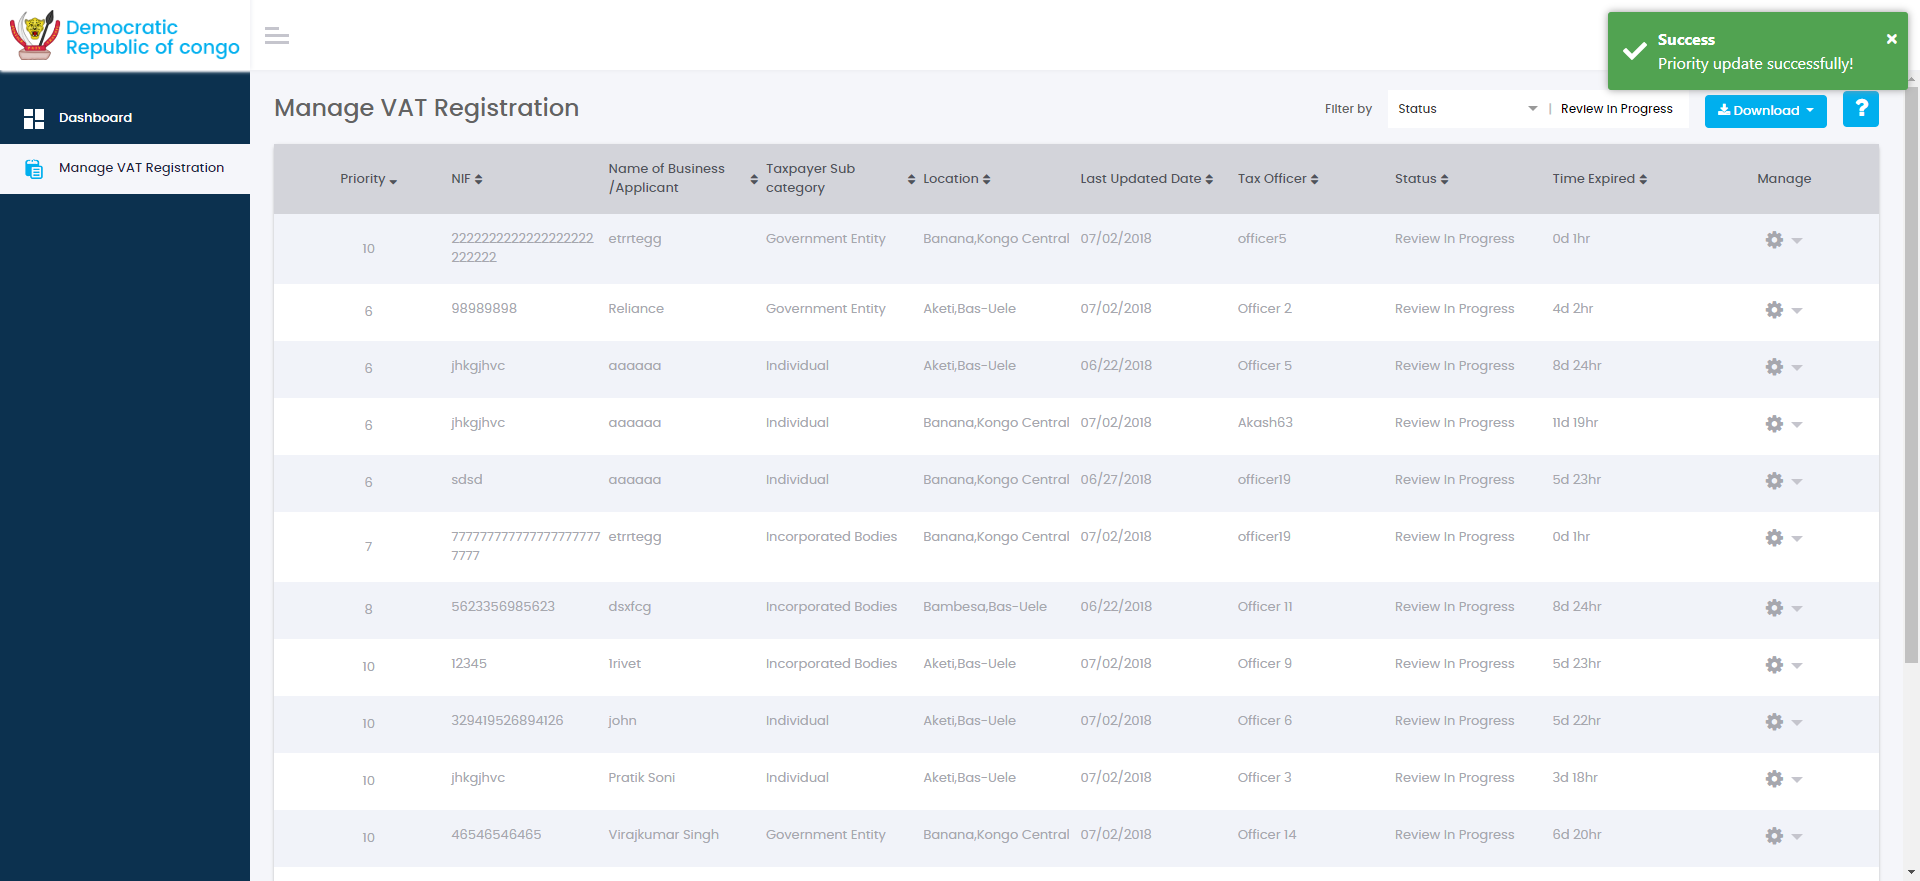 Democratic
Republic of congo
Success
Priority update successfully!
Dashboard
Manage VAT Registration
Manage VAT Registration
Filter by Status | Review In Progress Download ?
Priority NIF Name of Business /Applicant Taxpayer Sub category Location Last Updated Date Tax Officer Status Time Expired Manage
10 2222222222222222222 222222 etrrtegg Government Entity Banana,Kongo Central 07/02/2018 officer5 Review In Progress 0d 1hr
6 98989898 Reliance Government Entity Aketi,Bas-Uele 07/02/2018 Officer 2 Review In Progress 4d 2hr
6 jhkgjhvc aaaaaa Individual Aketi,Bas-Uele 06/22/2018 Officer 5 Review In Progress 8d 24hr
6 jhkgjhvc aaaaaa Individual Banana,Kongo Central 07/02/2018 Akash63 Review In Progress 11d 19hr
6 sdsd aaaaaa Individual Banana,Kongo Central 06/27/2018 officer19 Review In Progress 5d 23hr
7 777777777777777777777 7777 etrrtegg Incorporated Bodies Banana,Kongo Central 07/02/2018 officer19 Review In Progress 0d 1hr
8 5623356985623 dsxfcg Incorporated Bodies Bambesa,Bas-Uele 06/22/2018 Officer 11 Review In Progress 8d 24hr
10 12345 1rivet Incorporated Bodies Aketi,Bas-Uele 07/02/2018 Officer 9 Review In Progress 5d 23hr
10 329419526894126 john Individual Aketi,Bas-Uele 07/02/2018 Officer 6 Review In Progress 5d 22hr
10 jhkgjhvc Pratik Soni Individual Aketi,Bas-Uele 07/02/2018 Officer 3 Review In Progress 3d 18hr
10 46546546465 Virajkumar Singh Government Entity Banana,Kongo Central 07/02/2018 Officer 14 Review In Progress 6d 20hr